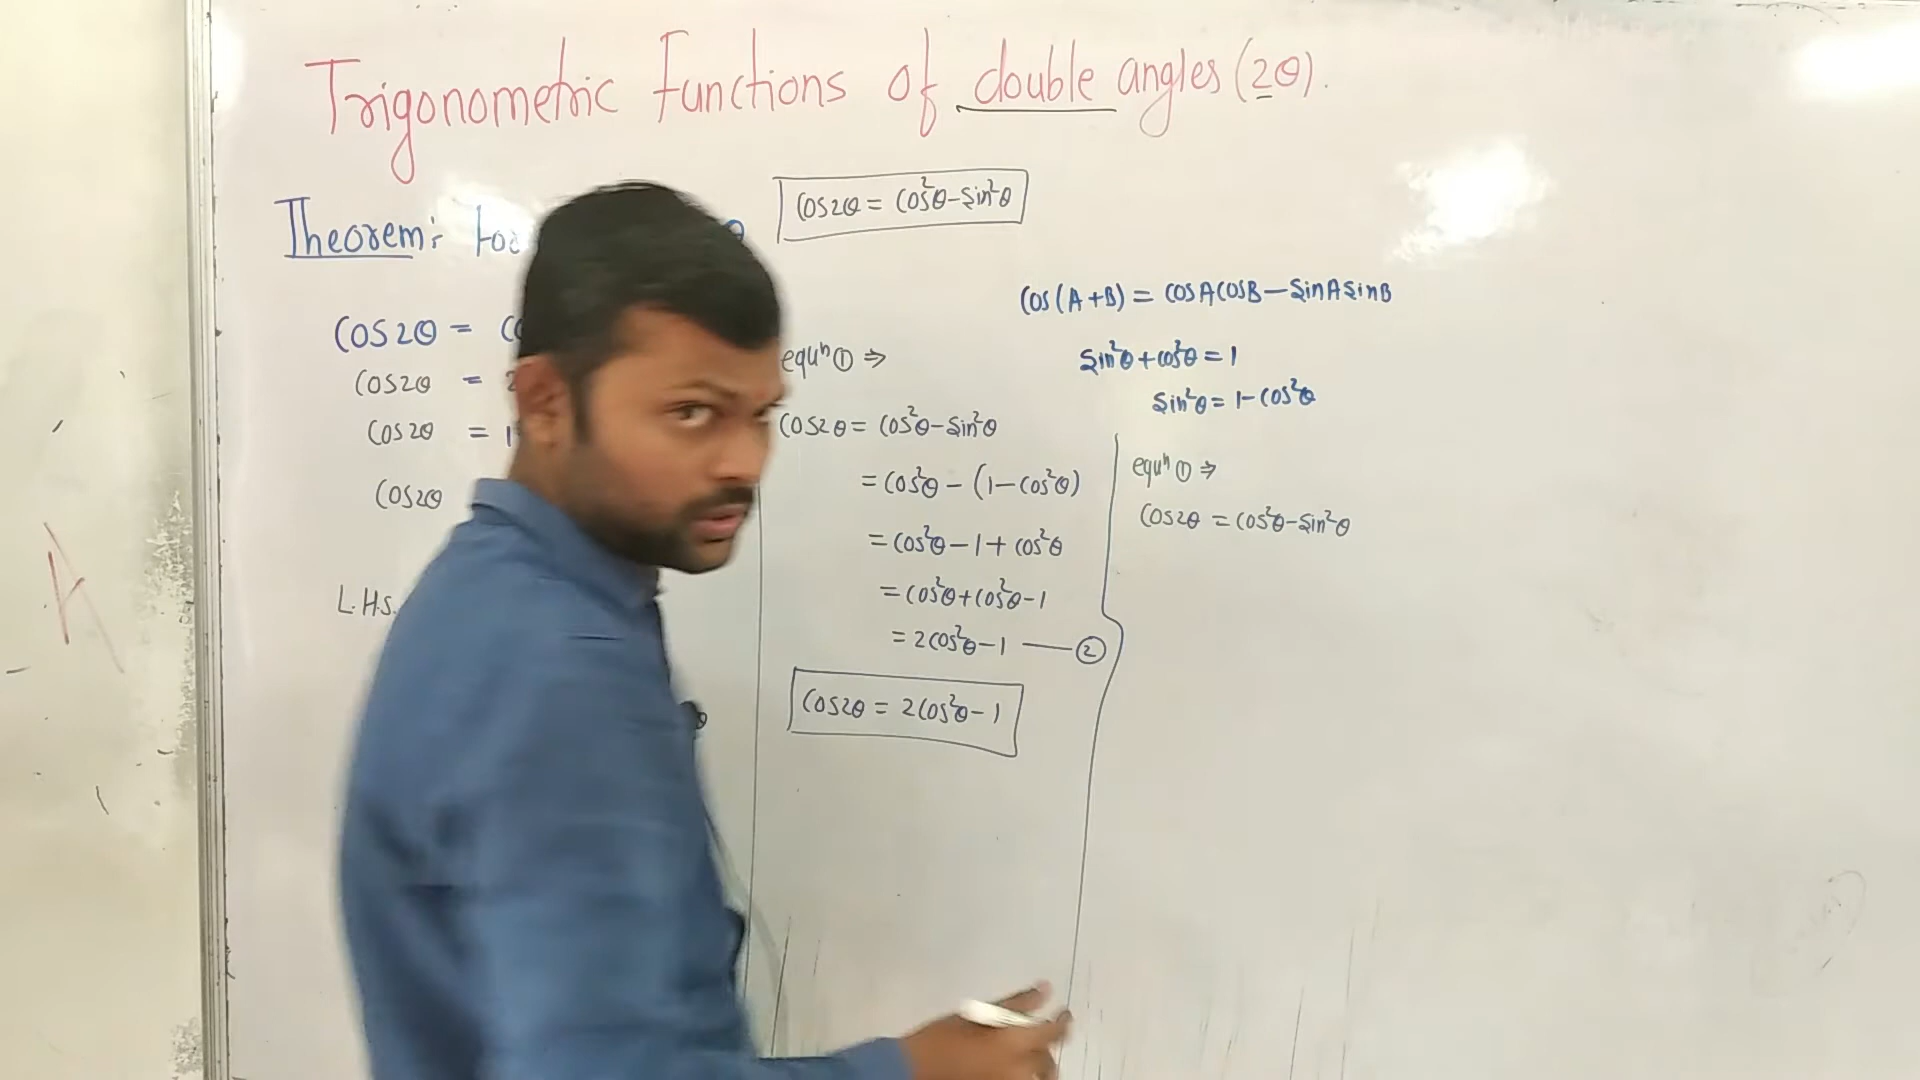 Trigonometric Functions of double angles (2θ).
Theorem:
cos2θ = cos²θ-sin²θ
cos2θ =
cos2θ =
cos2θ = 1
cos2θ
L.H.S.
equⁿ ① ⇒
cos2θ = cos²θ-sin²θ
= cos²θ - (1-cos²θ)
= cos²θ - 1 + cos²θ
= cos²θ+cos²θ-1
= 2cos²θ-1 —— ②
cos2θ = 2cos²θ-1
cos(A+B) = cosAcosB-sinAsinB
sin²θ+cos²θ = 1
sin²θ = 1-cos²θ
equⁿ ① ⇒
cos2θ = cos²θ-sin²θ